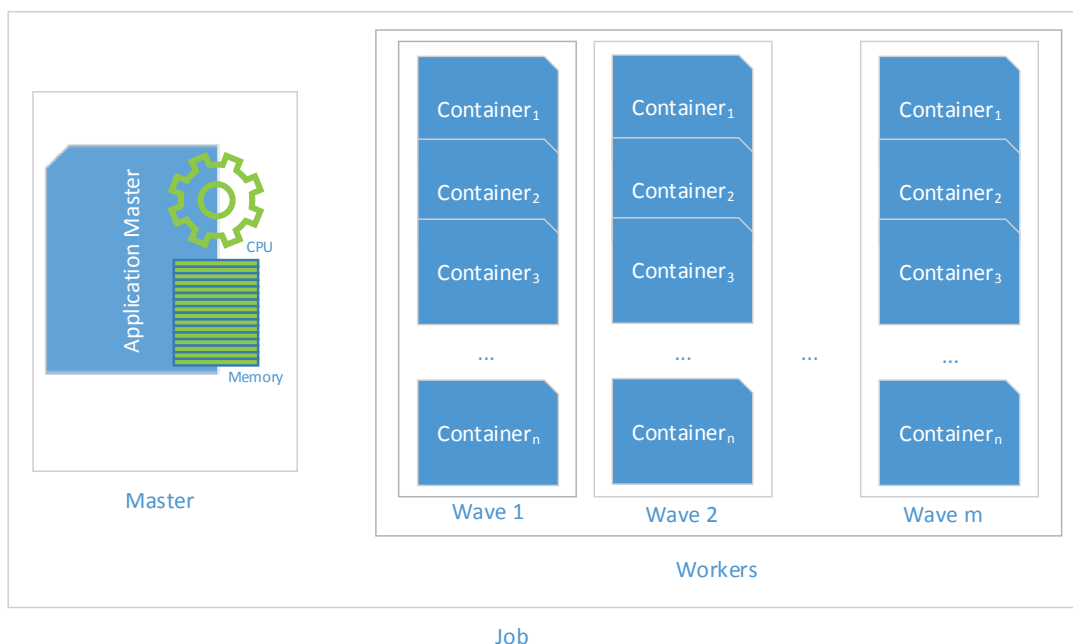 Application Master
CPU
Memory
Master
Container₁
Container₂
Container₃
...
Containerₙ
Wave 1
Container₁
Container₂
Container₃
...
Containerₙ
Wave 2
...
Container₁
Container₂
Container₃
...
Containerₙ
Wave m
Workers
Job